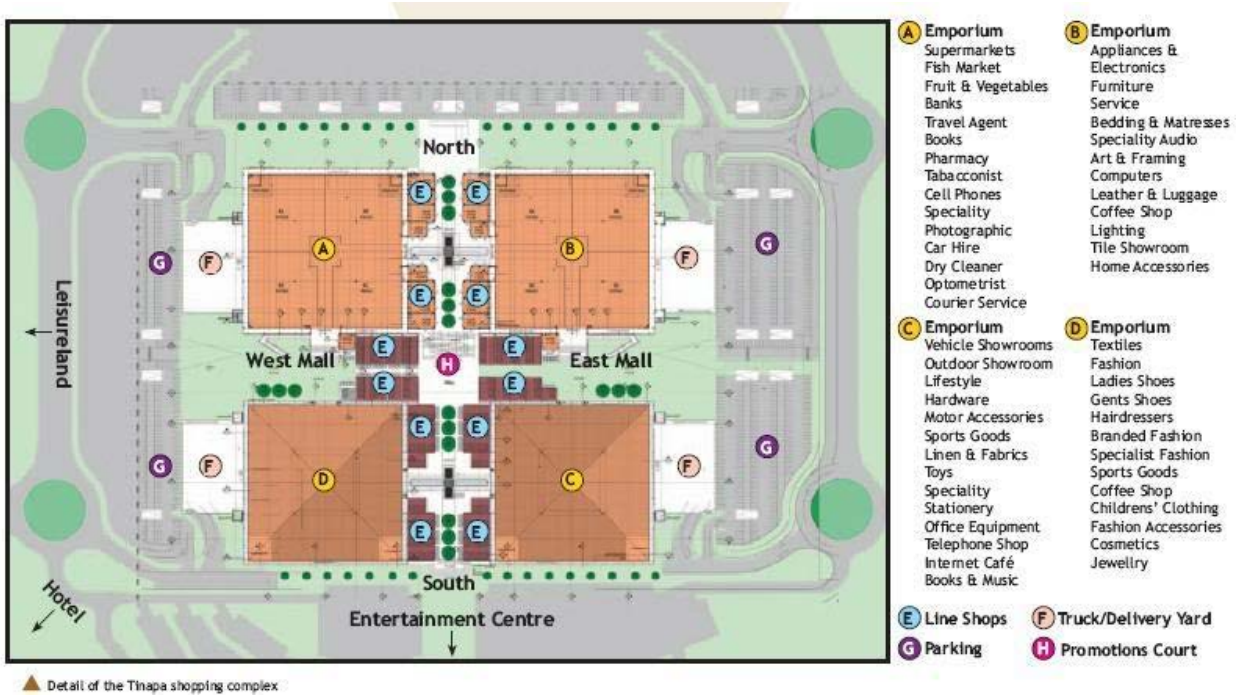 North
E
E
A
B
G
F
F
G
E
E
Leisureland
West Mall
E
E
East Mall
H
E
E
E
E
G
F
D
C
F
G
E
E
South
Hotel
Entertainment Centre
A Emporium
Supermarkets
Fish Market
Fruit & Vegetables
Banks
Travel Agent
Books
Pharmacy
Tabacconist
Cell Phones
Speciality
Photographic
Car Hire
Dry Cleaner
Optometrist
Courier Service
B Emporium
Appliances &
Electronics
Furniture
Service
Bedding & Matresses
Speciality Audio
Art & Framing
Computers
Leather & Luggage
Coffee Shop
Lighting
Tile Showroom
Home Accessories
C Emporium
Vehicle Showrooms
Outdoor Showroom
Lifestyle
Hardware
Motor Accessories
Sports Goods
Linen & Fabrics
Toys
Speciality
Stationery
Office Equipment
Telephone Shop
Internet Café
Books & Music
D Emporium
Textiles
Fashion
Ladies Shoes
Gents Shoes
Hairdressers
Branded Fashion
Specialist Fashion
Sports Goods
Coffee Shop
Childrens' Clothing
Fashion Accessories
Cosmetics
Jewellry
E Line Shops
F Truck/Delivery Yard
G Parking
H Promotions Court
Detail of the Tinapa shopping complex